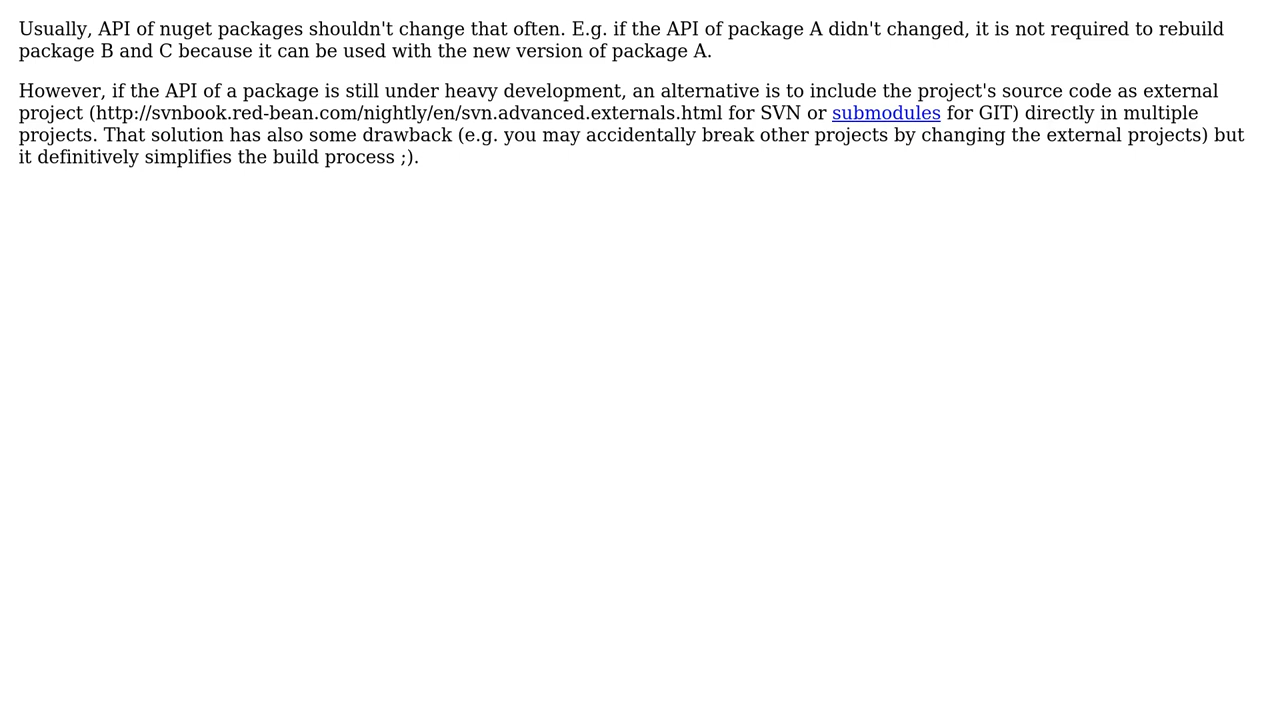 Usually, API of nuget packages shouldn't change that often. E.g. if the API of package A didn't changed, it is not required to rebuild
package B and C because it can be used with the new version of package A.
However, if the API of a package is still under heavy development, an alternative is to include the project's source code as external
project (http://svnbook.red-bean.com/nightly/en/svn.advanced.externals.html for SVN or submodules for GIT) directly in multiple
projects. That solution has also some drawback (e.g. you may accidentally break other projects by changing the external projects) but
it definitively simplifies the build process ;).